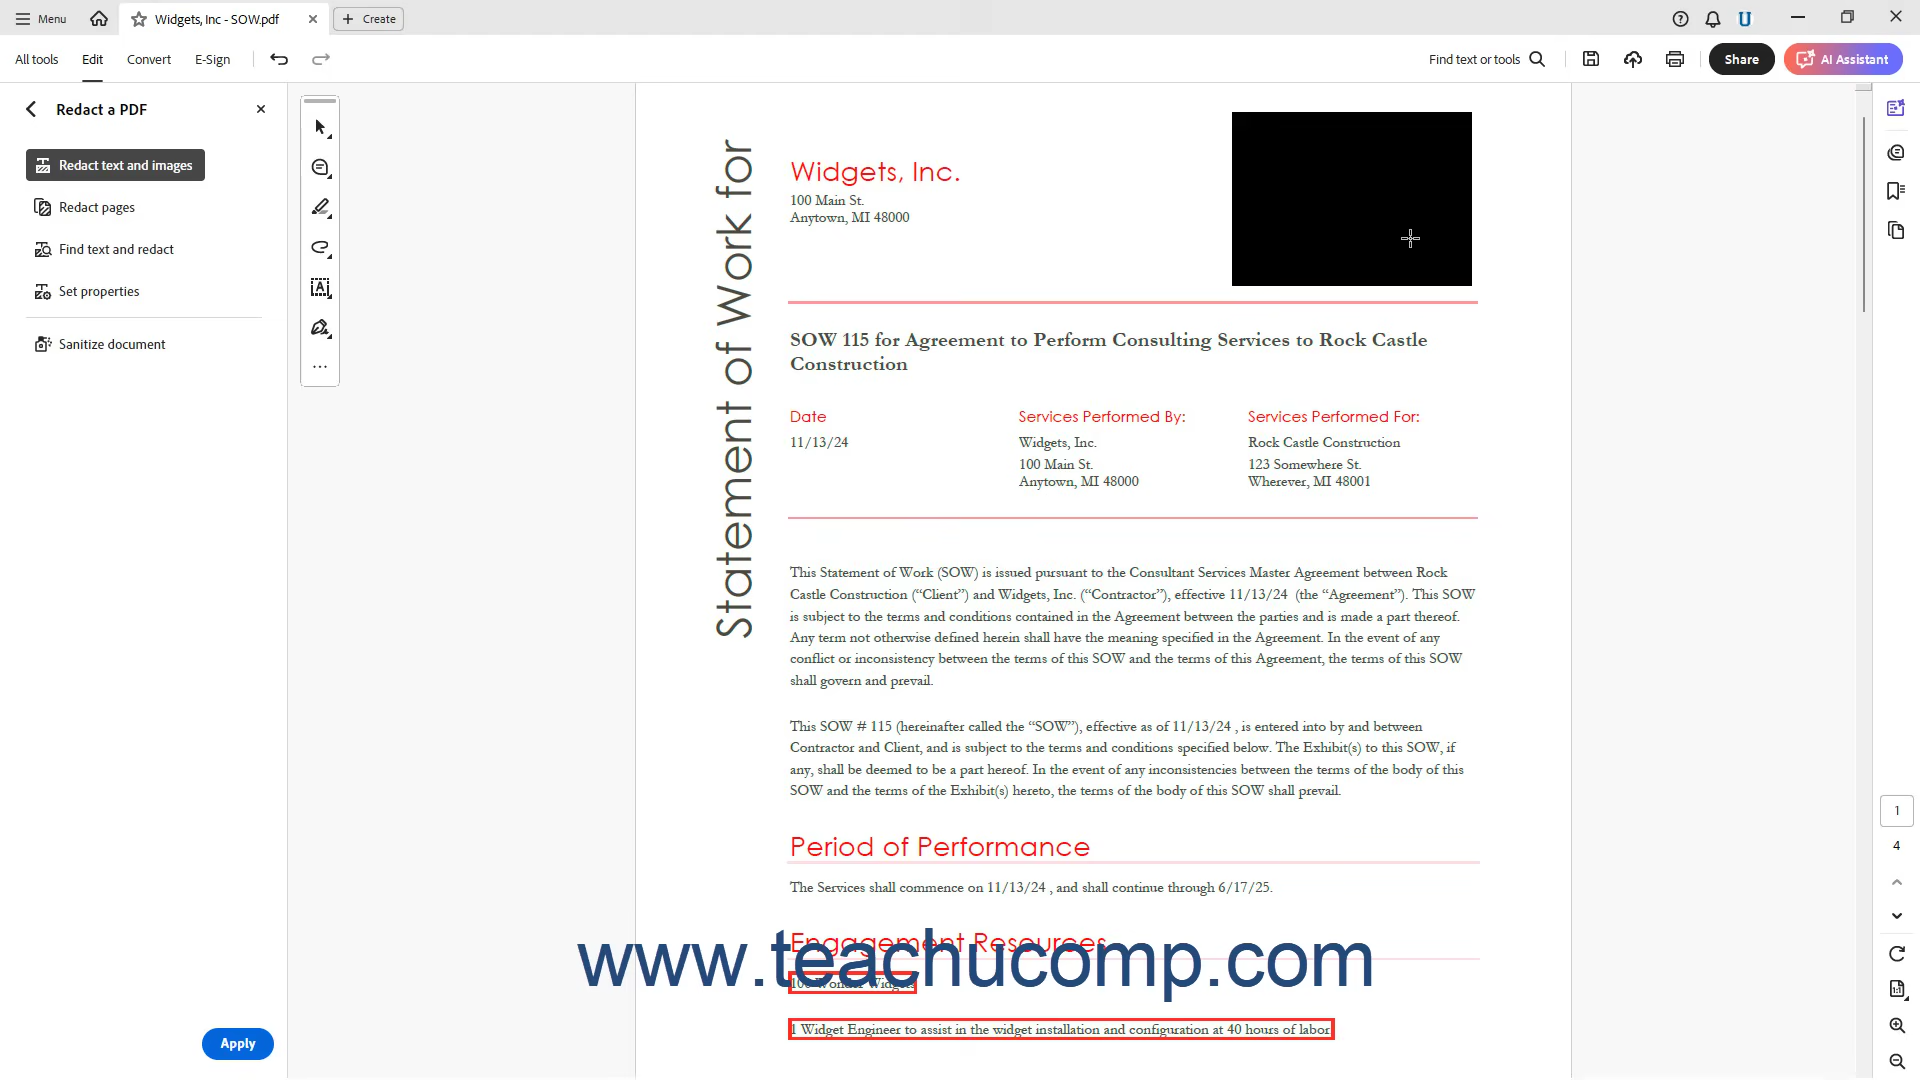 Menu
Widgets, Inc - SOW.pdf
Create
U
All tools
Edit
Convert
E-Sign
Find text or tools
Share
AI Assistant
Redact a PDF
Redact text and images
Redact pages
Find text and redact
Set properties
Sanitize document
Apply
Statement of Work for
Widgets, Inc.
100 Main St.
Anytown, MI 48000
SOW 115 for Agreement to Perform Consulting Services to Rock Castle
Construction
Date
11/13/24
Services Performed By:
Widgets, Inc.
100 Main St.
Anytown, MI 48000
Services Performed For:
Rock Castle Construction
123 Somewhere St.
Wherever, MI 48001
This Statement of Work (SOW) is issued pursuant to the Consultant Services Master Agreement between Rock
Castle Construction (“Client”) and Widgets, Inc. (“Contractor”), effective 11/13/24 (the “Agreement”). This SOW
is subject to the terms and conditions contained in the Agreement between the parties and is made a part thereof.
Any term not otherwise defined herein shall have the meaning specified in the Agreement. In the event of any
conflict or inconsistency between the terms of this SOW and the terms of this Agreement, the terms of this SOW
shall govern and prevail.
This SOW # 115 (hereinafter called the “SOW”), effective as of 11/13/24 , is entered into by and between
Contractor and Client, and is subject to the terms and conditions specified below. The Exhibit(s) to this SOW, if
any, shall be deemed to be a part hereof. In the event of any inconsistencies between the terms of the body of this
SOW and the terms of the Exhibit(s) hereto, the terms of the body of this SOW shall prevail.
Period of Performance
The Services shall commence on 11/13/24 , and shall continue through 6/17/25.
Engagement Resources
www.teachucomp.com
100 Wonder Widgets
1 Widget Engineer to assist in the widget installation and configuration at 40 hours of labor
1
4